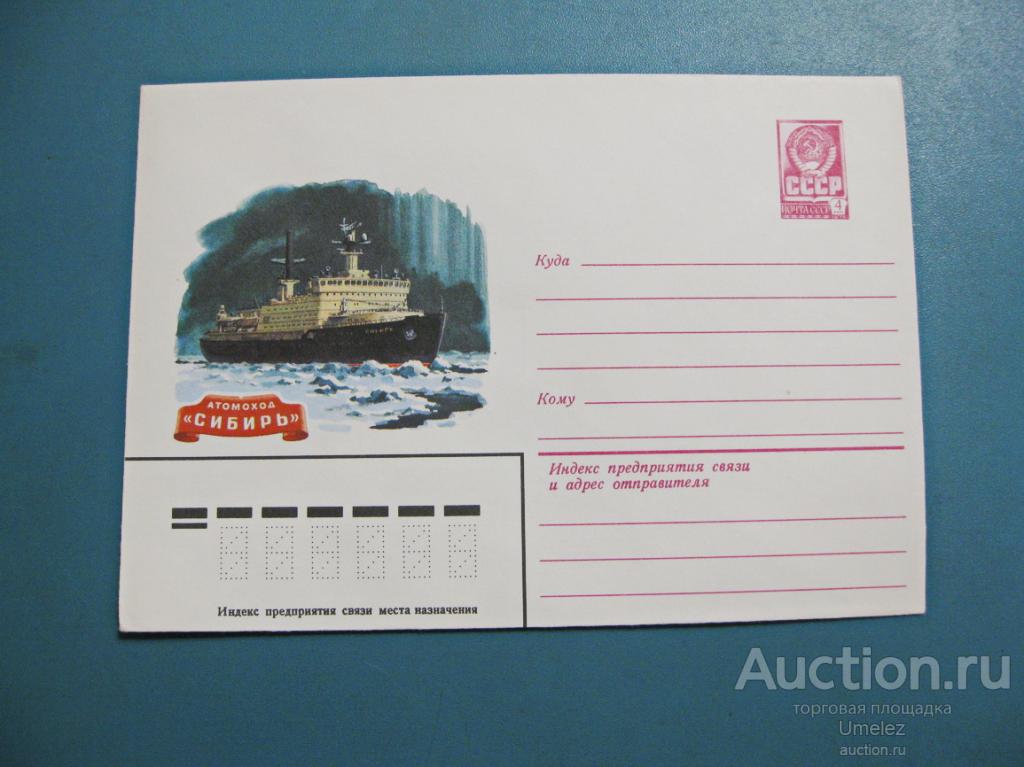 СССР
ПОЧТА СССР 4
Куда
АТОМОХОД
«СИБИРЬ»
Кому
Индекс предприятия связи
и адрес отправителя
Индекс предприятия связи места назначения
Auction.ru
торговая площадка
Umelez
auction.ru